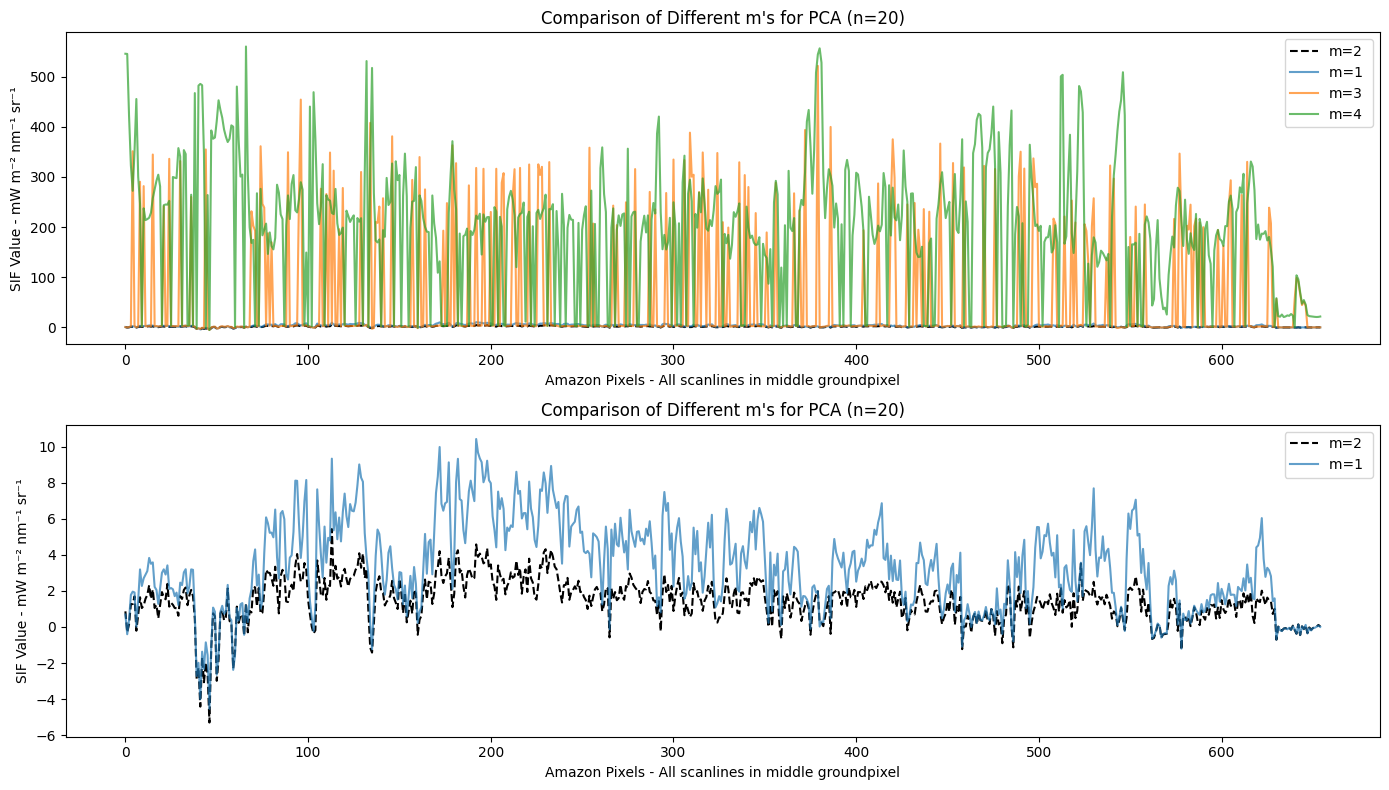 Comparison of Different m's for PCA (n=20)
SIF Value - mW m⁻² nm⁻¹ sr⁻¹
500
400
300
200
100
0
m=2
m=1
m=3
m=4
0 100 200 300 400 500 600
Amazon Pixels - All scanlines in middle groundpixel
Comparison of Different m's for PCA (n=20)
SIF Value - mW m⁻² nm⁻¹ sr⁻¹
10
8
6
4
2
0
−2
−4
−6
m=2
m=1
0 100 200 300 400 500 600
Amazon Pixels - All scanlines in middle groundpixel